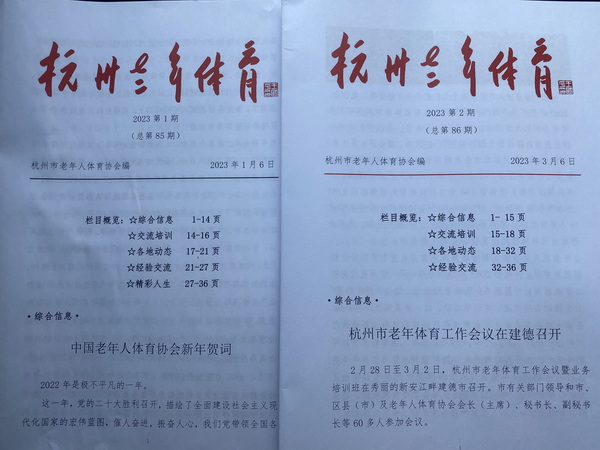 杭州老年体育
2023 第 1 期
（总第 85 期）
杭州市老年人体育协会编 2023 年 1 月 6 日
栏目概览：☆综合信息 1-14 页
☆交流培训 14-16 页
☆各地动态 17-21 页
☆经验交流 21-27 页
☆精彩人生 27-36 页
·综合信息·
中国老年人体育协会新年贺词
2022 年是极不平凡的一年。
这一年，党的二十大胜利召开，描绘了全面建设社会主义现
代化国家的宏伟蓝图，催人奋进，振奋人心，我们党带领全国各
杭州老年体育
2023 第 2 期
（总第 86 期）
杭州市老年人体育协会编 2023 年 3 月 6 日
栏目概览：☆综合信息 1- 15 页
☆交流培训 15-18 页
☆各地动态 18-32 页
☆经验交流 32-36 页
·综合信息·
杭州市老年体育工作会议在建德召开
2 月 28 日至 3 月 2 日，杭州市老年体育工作会议暨业务
培训班在秀丽的新安江畔建德市召开。市有关部门领导和市、
区县（市）及老年人体育协会会长（主席）、秘书长、副秘书
长等 60 多人参加会议。